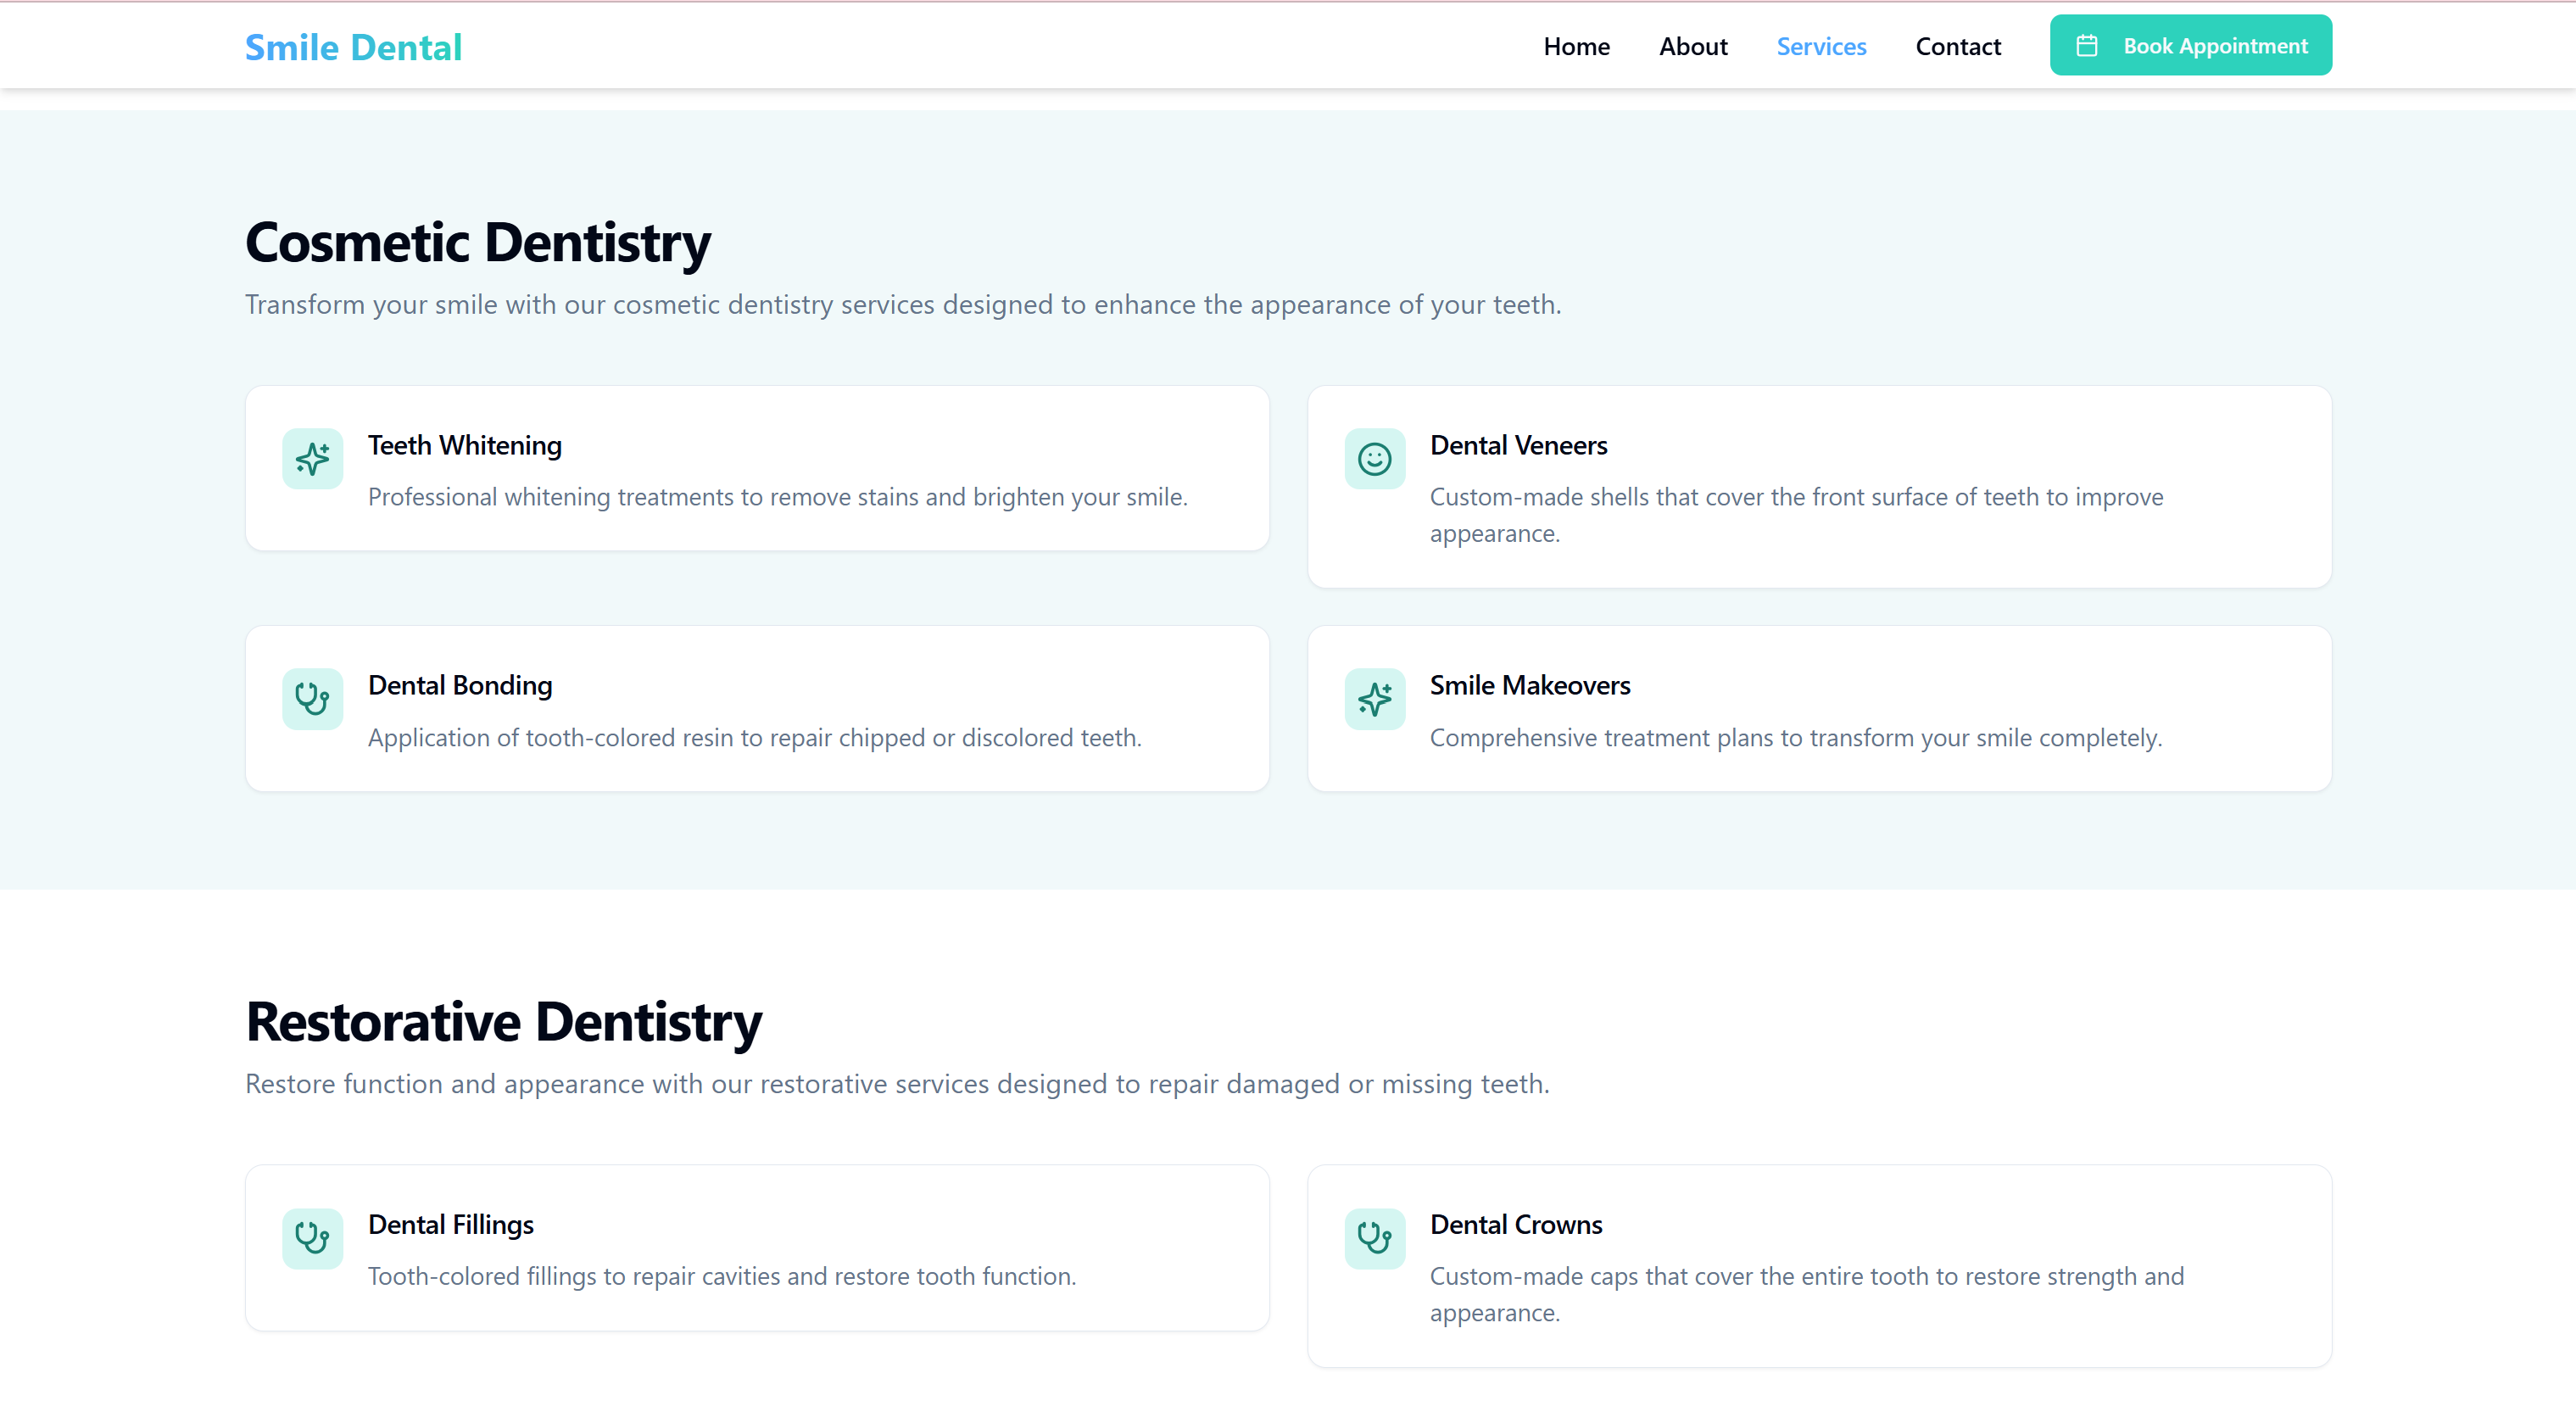 Smile Dental
Home
About
Services
Contact
Book Appointment
Cosmetic Dentistry
Transform your smile with our cosmetic dentistry services designed to enhance the appearance of your teeth.
Teeth Whitening
Professional whitening treatments to remove stains and brighten your smile.
Dental Veneers
Custom-made shells that cover the front surface of teeth to improve
appearance.
Dental Bonding
Application of tooth-colored resin to repair chipped or discolored teeth.
Smile Makeovers
Comprehensive treatment plans to transform your smile completely.
Restorative Dentistry
Restore function and appearance with our restorative services designed to repair damaged or missing teeth.
Dental Fillings
Tooth-colored fillings to repair cavities and restore tooth function.
Dental Crowns
Custom-made caps that cover the entire tooth to restore strength and
appearance.